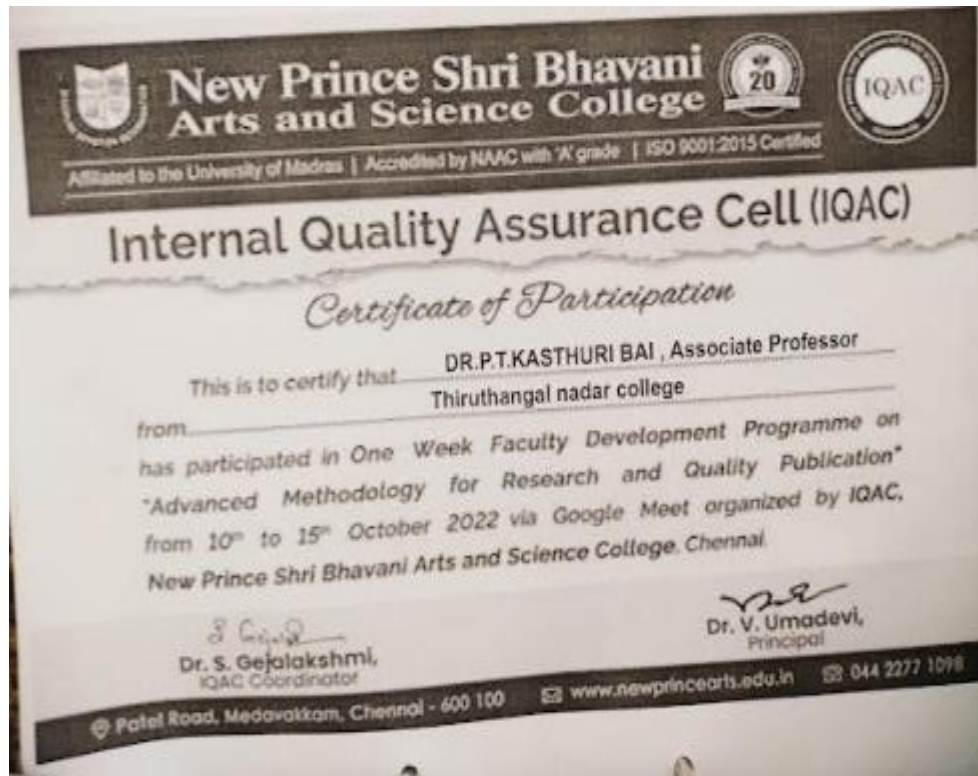 New Prince Shri Bhavani
Arts and Science College
20
IQAC
Affiliated to the University of Madras | Accredited by NAAC with 'A' grade | ISO 9001:2015 Certified
Internal Quality Assurance Cell (IQAC)
Certificate of Participation
This is to certify that DR.P.T.KASTHURI BAI , Associate Professor
from Thiruthangal nadar college
has participated in One Week Faculty Development Programme on
"Advanced Methodology for Research and Quality Publication"
from 10th to 15th October 2022 via Google Meet organized by IQAC,
New Prince Shri Bhavani Arts and Science College, Chennai.
Dr. S. Gejalakshmi,
IQAC Coordinator
Dr. V. Umadevi,
Principal
Patel Road, Medavakkam, Chennai - 600 100 www.newprincearts.edu.in 044 2277 1098